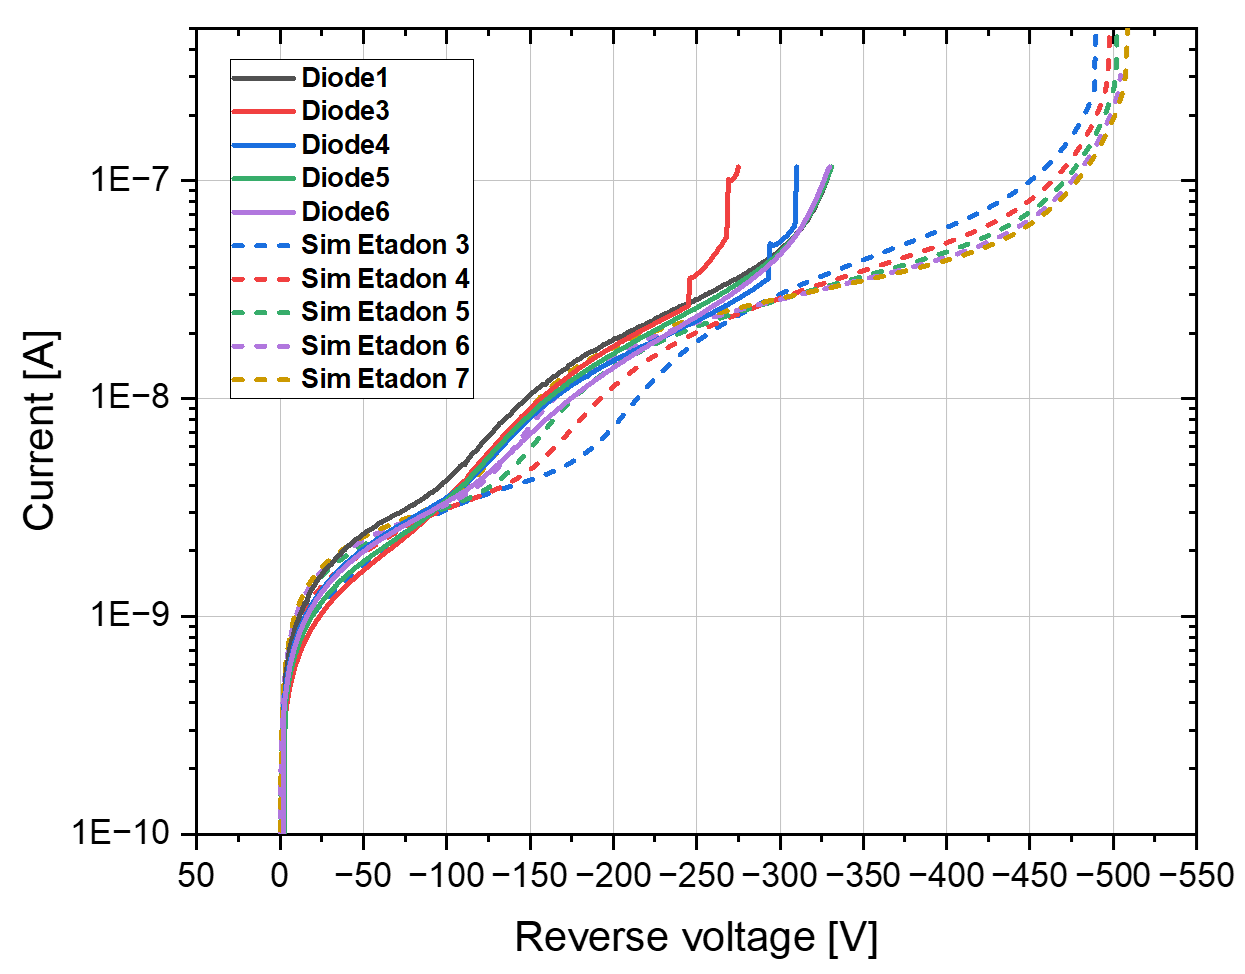 Diode1
Diode3
Diode4
Diode5
Diode6
Sim Etadon 3
Sim Etadon 4
Sim Etadon 5
Sim Etadon 6
Sim Etadon 7
Current [A]
1E−7
1E−8
1E−9
1E−10
50 0 −50 −100 −150 −200 −250 −300 −350 −400 −450 −500 −550
Reverse voltage [V]